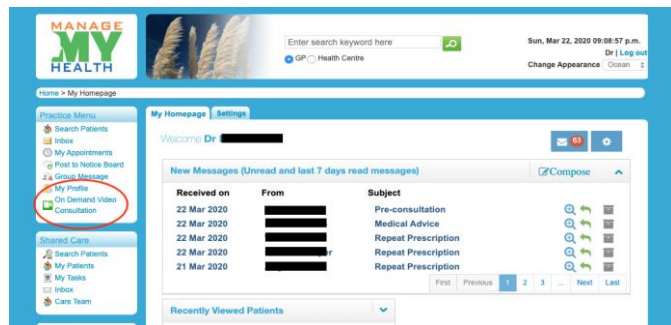 MANAGE
MY
HEALTH
Enter search keyword here
GP Health Centre
Sun, Mar 22, 2020 09:08:57 p.m.
Dr | Log out
Change Appearance Ocean
Home > My Homepage
Practice Menu
Search Patients
Inbox
My Appointments
Post to Notice Board
Group Message
My Profile
On Demand Video
Consultation
Shared Care
Search Patients
My Patients
My Tasks
Inbox
Care Team
My Homepage Settings
Welcome Dr
63
New Messages (Unread and last 7 days read messages)
Compose
Received on From Subject
22 Mar 2020 Pre-consultation
22 Mar 2020 Medical Advice
22 Mar 2020 Repeat Prescription
22 Mar 2020 r Repeat Prescription
21 Mar 2020 Repeat Prescription
First Previous 1 2 3 ... Next Last
Recently Viewed Patients